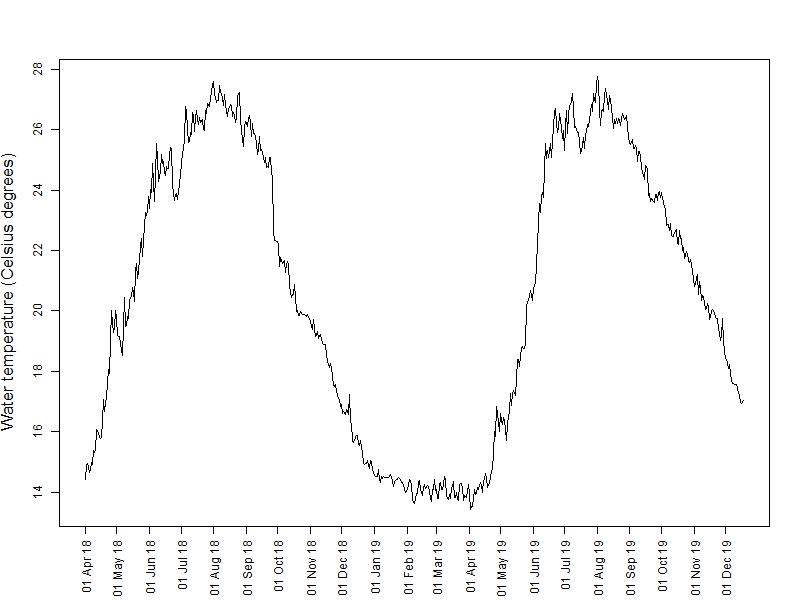 Water temperature (Celsius degrees)
28
26
24
22
20
18
16
14
01 Apr 18
01 May 18
01 Jun 18
01 Jul 18
01 Aug 18
01 Sep 18
01 Oct 18
01 Nov 18
01 Dec 18
01 Jan 19
01 Feb 19
01 Mar 19
01 Apr 19
01 May 19
01 Jun 19
01 Jul 19
01 Aug 19
01 Sep 19
01 Oct 19
01 Nov 19
01 Dec 19